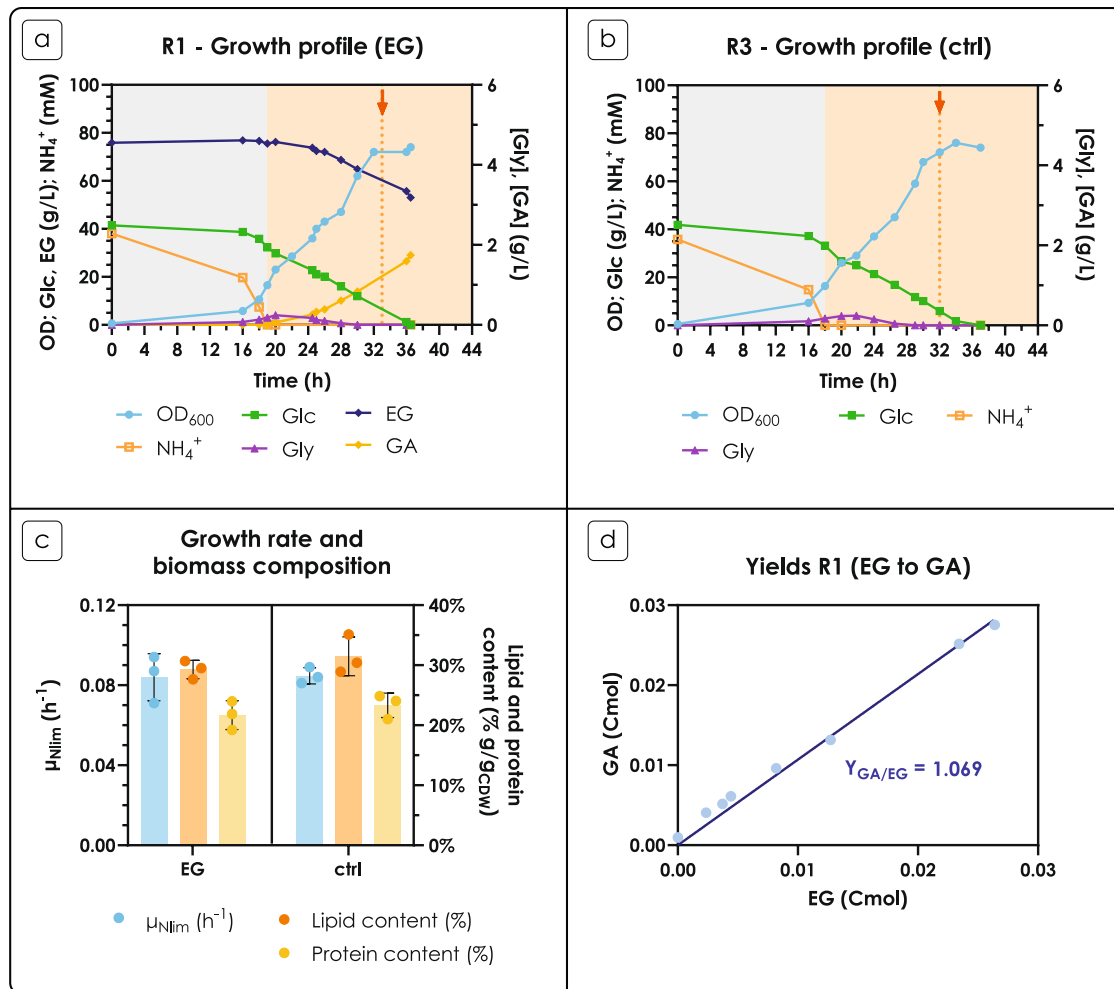 a
R1 - Growth profile (EG)
OD; Glc, EG (g/L); NH₄⁺ (mM)
100
80
60
40
20
0
6
4
2
0
[Gly], [GA] (g/L)
0 4 8 12 16 20 24 28 32 36 40 44
Time (h)
OD₆₀₀ Glc EG
NH₄⁺ Gly GA
b
R3 - Growth profile (ctrl)
OD; Glc (g/L); NH₄⁺ (mM)
100
80
60
40
20
0
6
4
2
0
[Gly], [GA] (g/L)
0 4 8 12 16 20 24 28 32 36 40 44
Time (h)
OD₆₀₀ Glc NH₄⁺
Gly
c
Growth rate and
biomass composition
μNlim (h⁻¹)
0.12
0.08
0.04
0.00
40%
30%
20%
10%
0%
Lipid and protein
content (% g/gCDW)
EG ctrl
μNlim (h⁻¹) Lipid content (%)
Protein content (%)
d
Yields R1 (EG to GA)
GA (Cmol)
0.03
0.02
0.01
0.00
Y GA/EG = 1.069
0.00 0.01 0.02 0.03
EG (Cmol)